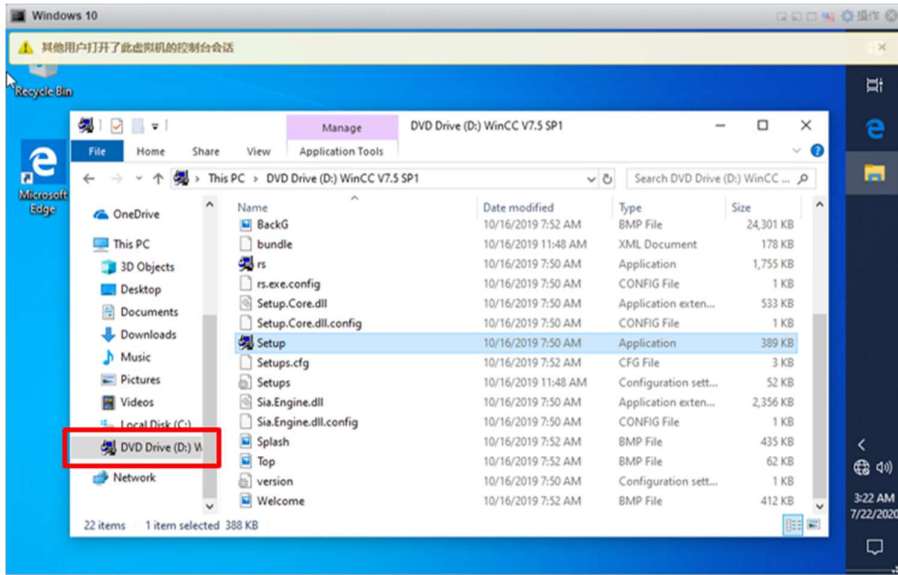 Windows 10
操作
其他用户打开了此虚拟机的控制台会话
Recycle Bin
Microsoft
Edge
Manage
DVD Drive (D:) WinCC V7.5 SP1
File Home Share View Application Tools
This PC > DVD Drive (D:) WinCC V7.5 SP1
Search DVD Drive (D:) WinCC ...
OneDrive
This PC
3D Objects
Desktop
Documents
Downloads
Music
Pictures
Videos
Local Disk (C:)
DVD Drive (D:) W
Network
Name Date modified Type Size
BackG 10/16/2019 7:52 AM BMP File 24,301 KB
bundle 10/16/2019 11:48 AM XML Document 178 KB
rs 10/16/2019 7:50 AM Application 1,755 KB
rs.exe.config 10/16/2019 7:50 AM CONFIG File 1 KB
Setup.Core.dll 10/16/2019 7:50 AM Application exten... 533 KB
Setup.Core.dll.config 10/16/2019 7:50 AM CONFIG File 1 KB
Setup 10/16/2019 7:50 AM Application 389 KB
Setups.cfg 10/16/2019 7:52 AM CFG File 3 KB
Setups 10/16/2019 11:48 AM Configuration sett... 52 KB
Sia.Engine.dll 10/16/2019 7:50 AM Application exten... 2,356 KB
Sia.Engine.dll.config 10/16/2019 7:50 AM CONFIG File 1 KB
Splash 10/16/2019 7:52 AM BMP File 435 KB
Top 10/16/2019 7:52 AM BMP File 62 KB
version 10/16/2019 7:50 AM Configuration sett... 1 KB
Welcome 10/16/2019 7:52 AM BMP File 412 KB
22 items 1 item selected 388 KB
3:22 AM
7/22/2020